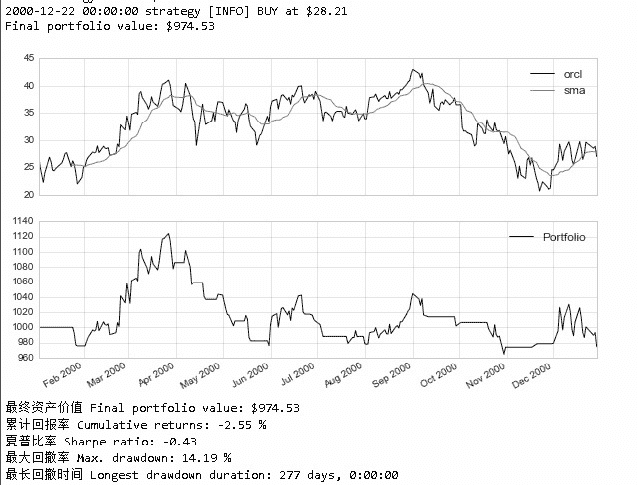 2000-12-22 00:00:00 strategy [INFO] BUY at $28.21
Final portfolio value: $974.53
45
40
35
30
25
20
orcl
sma
1140
1120
1100
1080
1060
1040
1020
1000
980
960
Portfolio
Feb 2000
Mar 2000
Apr 2000
May 2000
Jun 2000
Jul 2000
Aug 2000
Sep 2000
Oct 2000
Nov 2000
Dec 2000
最终资产价值 Final portfolio value: $974.53
累计回报率 Cumulative returns: -2.55 %
夏普比率 Sharpe ratio: -0.43
最大回撤率 Max. drawdown: 14.19 %
最长回撤时间 Longest drawdown duration: 277 days, 0:00:00